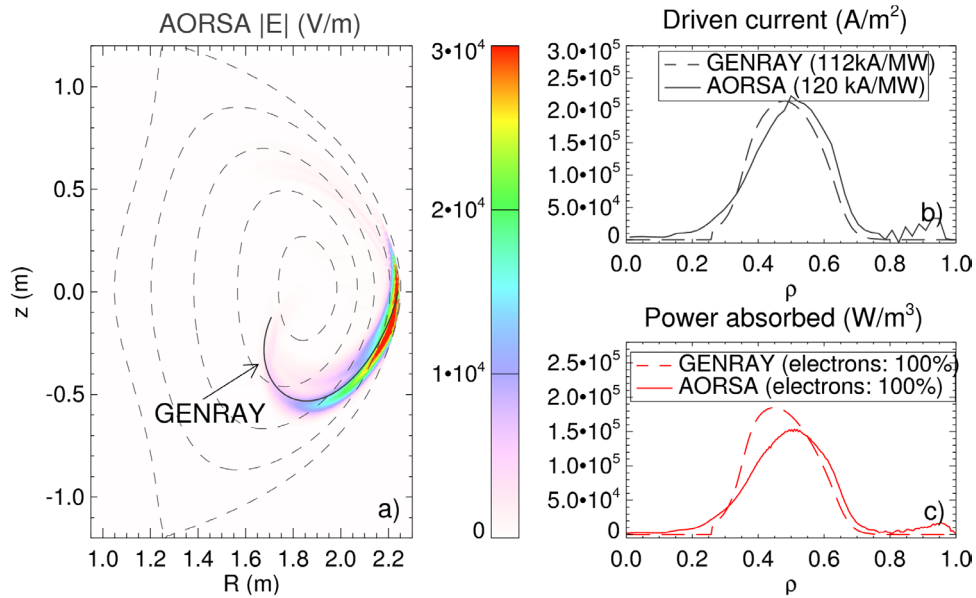 AORSA |E| (V/m)
3•10⁴
2•10⁴
1•10⁴
0
1.0
0.5
0.0
-0.5
-1.0
z (m)
GENRAY
a)
1.0 1.2 1.4 1.6 1.8 2.0 2.2
R (m)
Driven current (A/m²)
3.0•10⁵
2.5•10⁵
2.0•10⁵
1.5•10⁵
1.0•10⁵
5.0•10⁴
0
GENRAY (112kA/MW)
AORSA (120 kA/MW)
b)
0.0 0.2 0.4 0.6 0.8 1.0
ρ
Power absorbed (W/m³)
2.5•10⁵
2.0•10⁵
1.5•10⁵
1.0•10⁵
5.0•10⁴
0
GENRAY (electrons: 100%)
AORSA (electrons: 100%)
c)
0.0 0.2 0.4 0.6 0.8 1.0
ρ